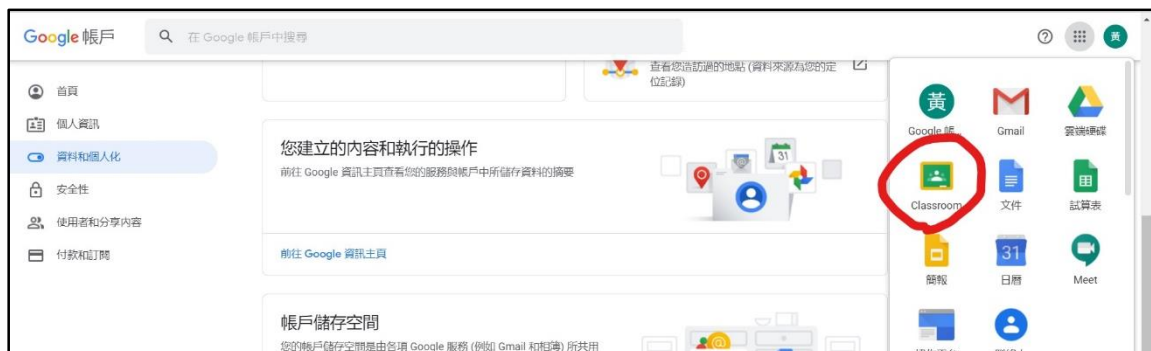 Google 帳戶
在 Google 帳戶中搜尋
黃
首頁
個人資訊
資料和個人化
安全性
使用者和分享內容
付款和訂閱
查看您造訪過的地點 (資料來源為您的定
位記錄)
您建立的內容和執行的操作
前往 Google 資訊主頁查看您的服務與帳戶中所儲存資料的摘要
31
前往 Google 資訊主頁
帳戶儲存空間
您的帳戶儲存空間是由各項 Google 服務 (例如 Gmail 和相簿) 所共用
黃
Google 帳...
Gmail
雲端硬碟
Classroom
文件
試算表
31
簡報
日曆
Meet